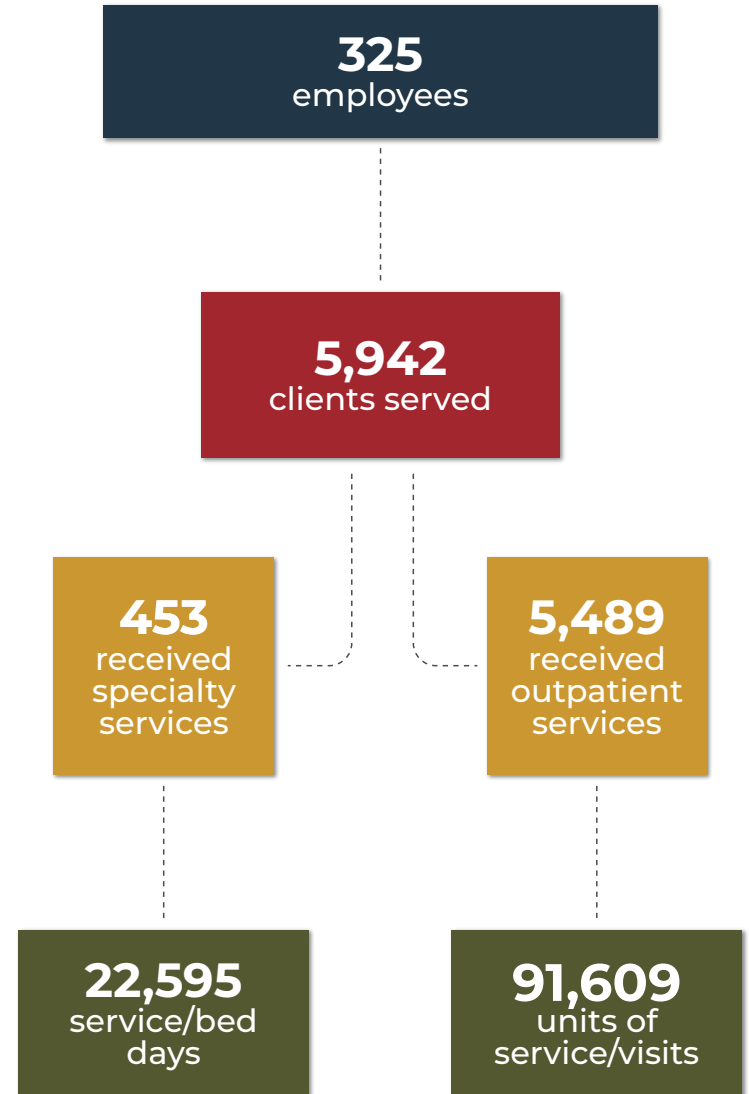 325
employees
5,942
clients served
453
received
specialty
services
5,489
received
outpatient
services
22,595
service/bed
days
91,609
units of
service/visits